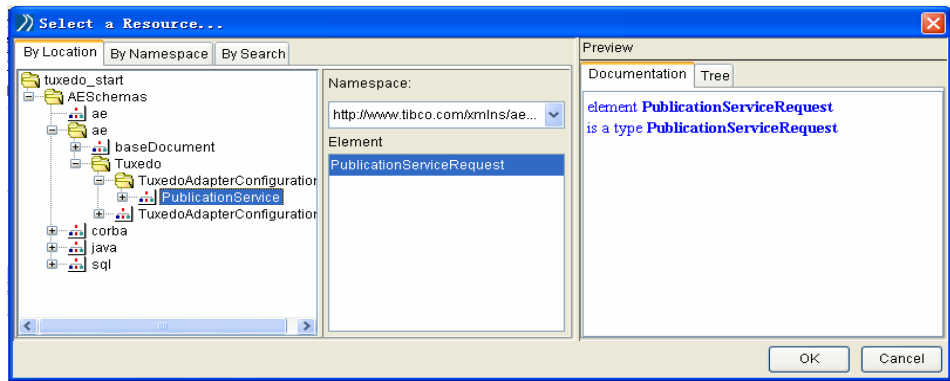 Select a Resource...
By Location By Namespace By Search
Preview
tuxedo_start
AESchemas
ae
ae
baseDocument
Tuxedo
TuxedoAdapterConfiguration
PublicationService
TuxedoAdapterConfiguration
corba
java
sql
Namespace:
http://www.tibco.com/xmlns/ae...
Element
PublicationServiceRequest
Documentation Tree
element PublicationServiceRequest
is a type PublicationServiceRequest
OK Cancel